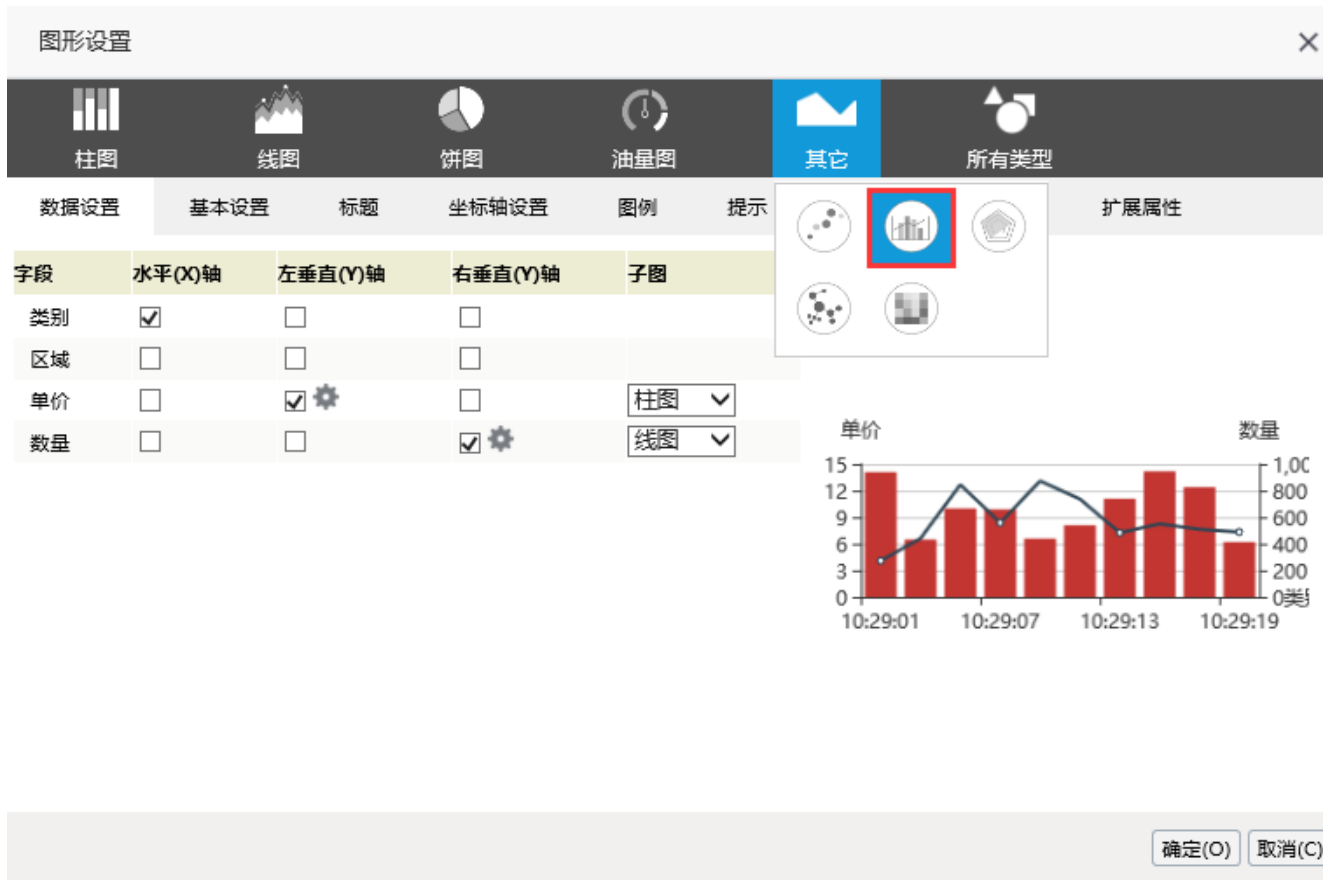 图形设置
柱图 线图 饼图 油量图 其它 所有类型
数据设置 基本设置 标题 坐标轴设置 图例 提示 扩展属性
字段 水平(X)轴 左垂直(Y)轴 右垂直(Y)轴 子图
类别
区域
单价 柱图
数量 线图
单价 数量
15 1,00
12 800
9 600
6 400
3 200
0 0类别
10:29:01 10:29:07 10:29:13 10:29:19
确定(O) 取消(C)